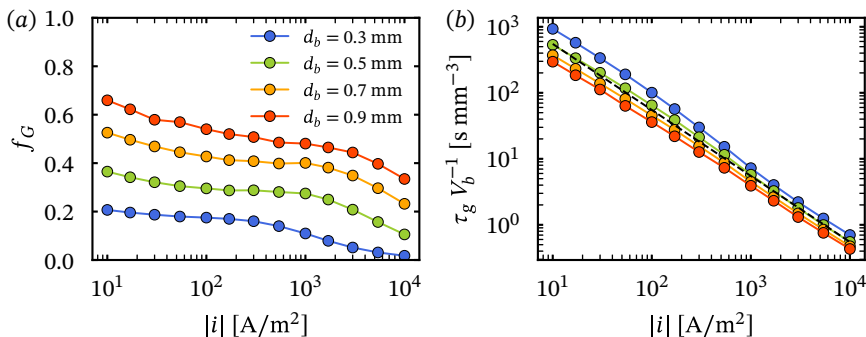 (a)
1.0
0.8
0.6
0.4
0.2
0.0
f_G
d_b = 0.3 mm
d_b = 0.5 mm
d_b = 0.7 mm
d_b = 0.9 mm
10^1 10^2 10^3 10^4
|i| [A/m^2]
(b)
10^3
10^2
10^1
10^0
τ_g V_b^{-1} [s mm^{-3}]
10^1 10^2 10^3 10^4
|i| [A/m^2]